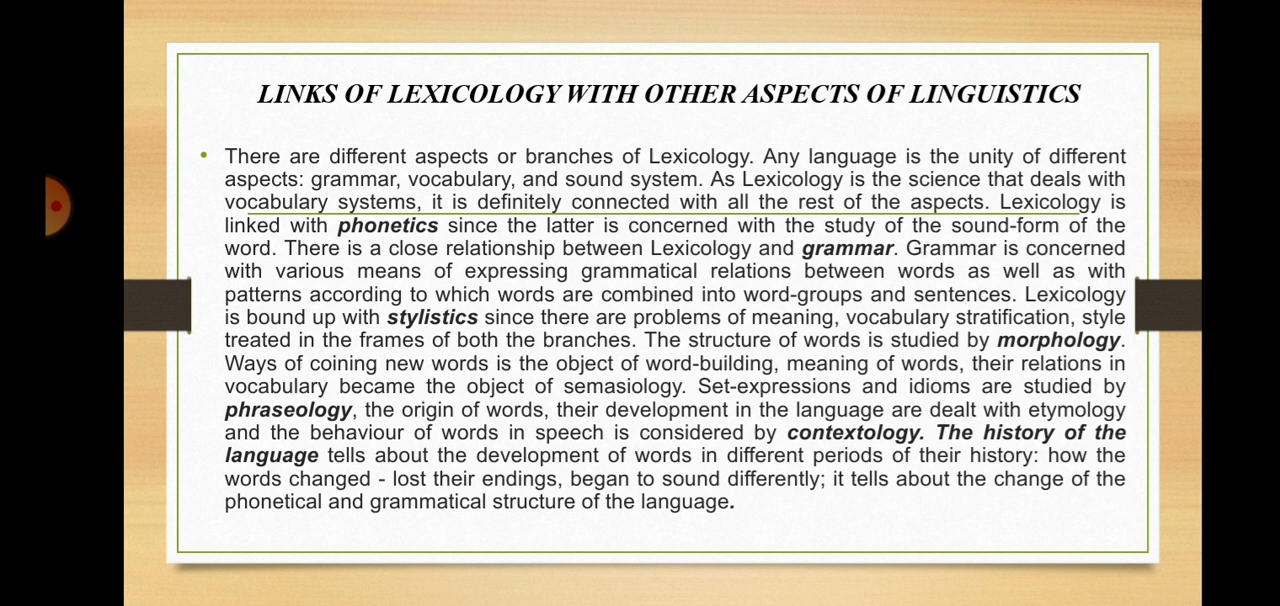 LINKS OF LEXICOLOGY WITH OTHER ASPECTS OF LINGUISTICS
• There are different aspects or branches of Lexicology. Any language is the unity of different
aspects: grammar, vocabulary, and sound system. As Lexicology is the science that deals with
vocabulary systems, it is definitely connected with all the rest of the aspects. Lexicology is
linked with phonetics since the latter is concerned with the study of the sound-form of the
word. There is a close relationship between Lexicology and grammar. Grammar is concerned
with various means of expressing grammatical relations between words as well as with
patterns according to which words are combined into word-groups and sentences. Lexicology
is bound up with stylistics since there are problems of meaning, vocabulary stratification, style
treated in the frames of both the branches. The structure of words is studied by morphology.
Ways of coining new words is the object of word-building, meaning of words, their relations in
vocabulary became the object of semasiology. Set-expressions and idioms are studied by
phraseology, the origin of words, their development in the language are dealt with etymology
and the behaviour of words in speech is considered by contextology. The history of the
language tells about the development of words in different periods of their history: how the
words changed - lost their endings, began to sound differently; it tells about the change of the
phonetical and grammatical structure of the language.